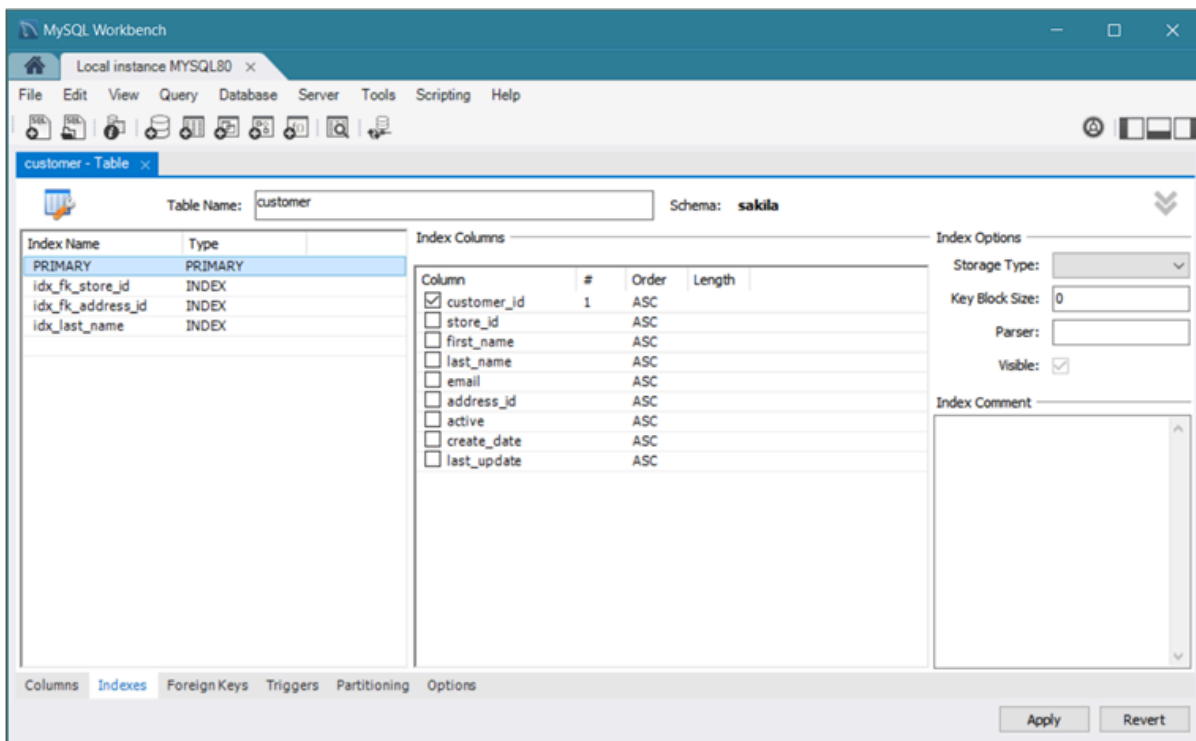 MySQL Workbench
Local instance MYSQL80
File Edit View Query Database Server Tools Scripting Help
SQL SQL
customer - Table
Table Name: customer Schema: sakila
Index Name Type
PRIMARY PRIMARY
idx_fk_store_id INDEX
idx_fk_address_id INDEX
idx_last_name INDEX
Index Columns
Column # Order Length
customer_id 1 ASC
store_id ASC
first_name ASC
last_name ASC
email ASC
address_id ASC
active ASC
create_date ASC
last_update ASC
Index Options
Storage Type:
Key Block Size: 0
Parser:
Visible:
Index Comment
Columns Indexes Foreign Keys Triggers Partitioning Options
Apply Revert